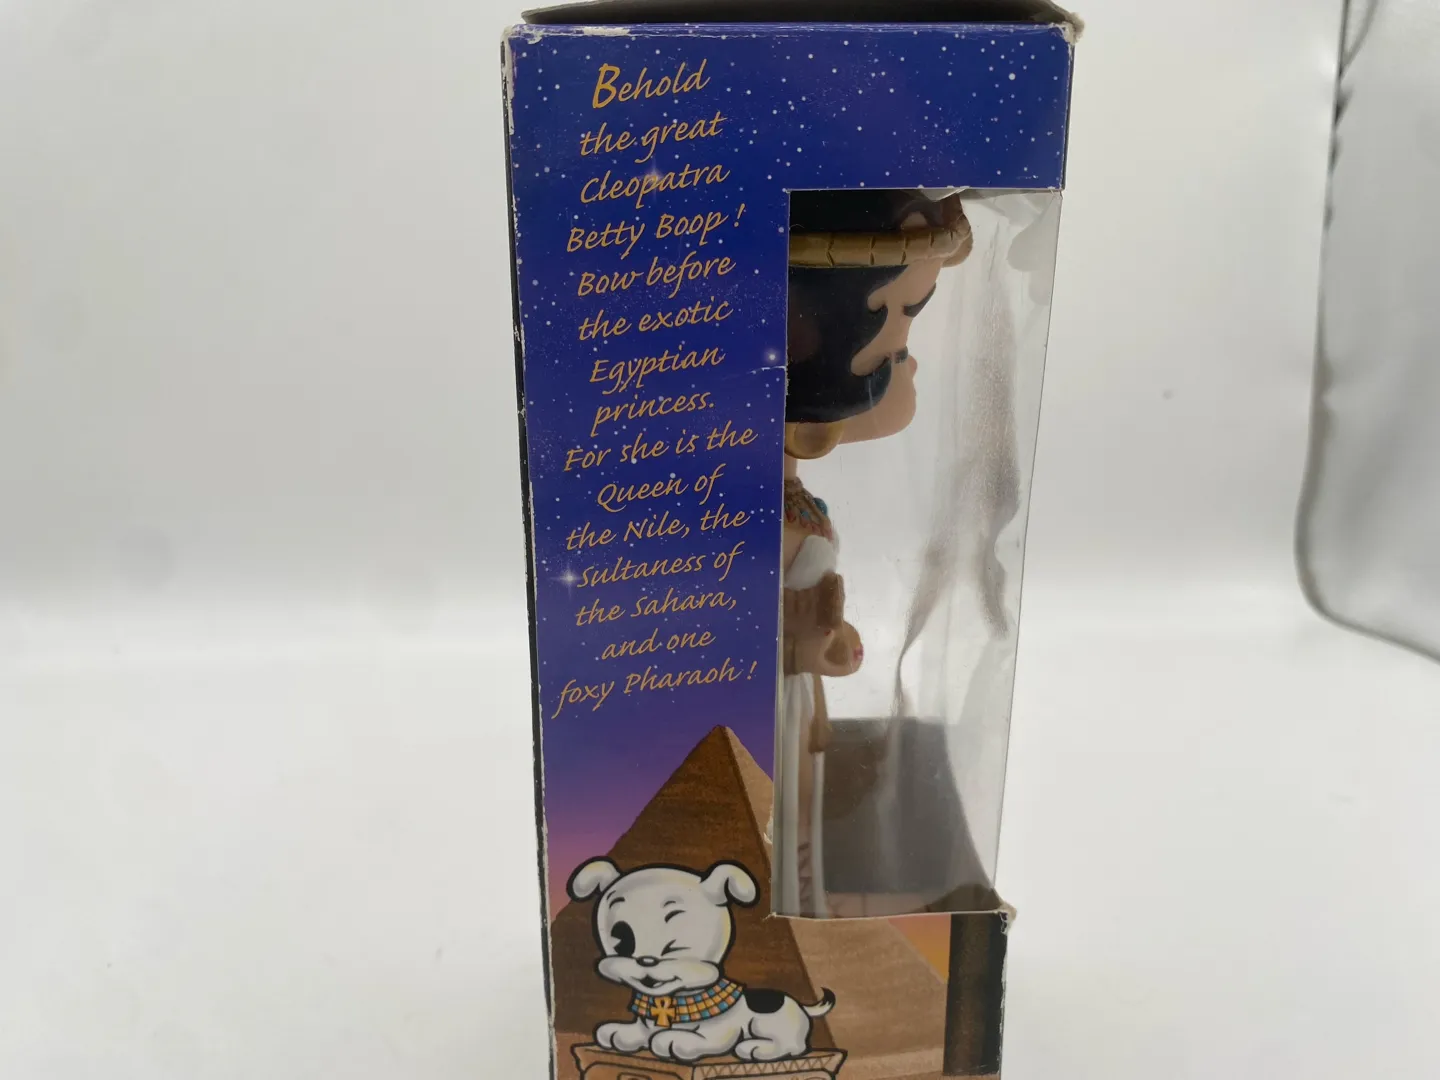 Behold
the great
Cleopatra
Betty Boop!
Bow before
the exotic
Egyptian
princess.
For she is the
Queen of
the Nile, the
Sultaness of
the Sahara,
and one
foxy Pharaoh!